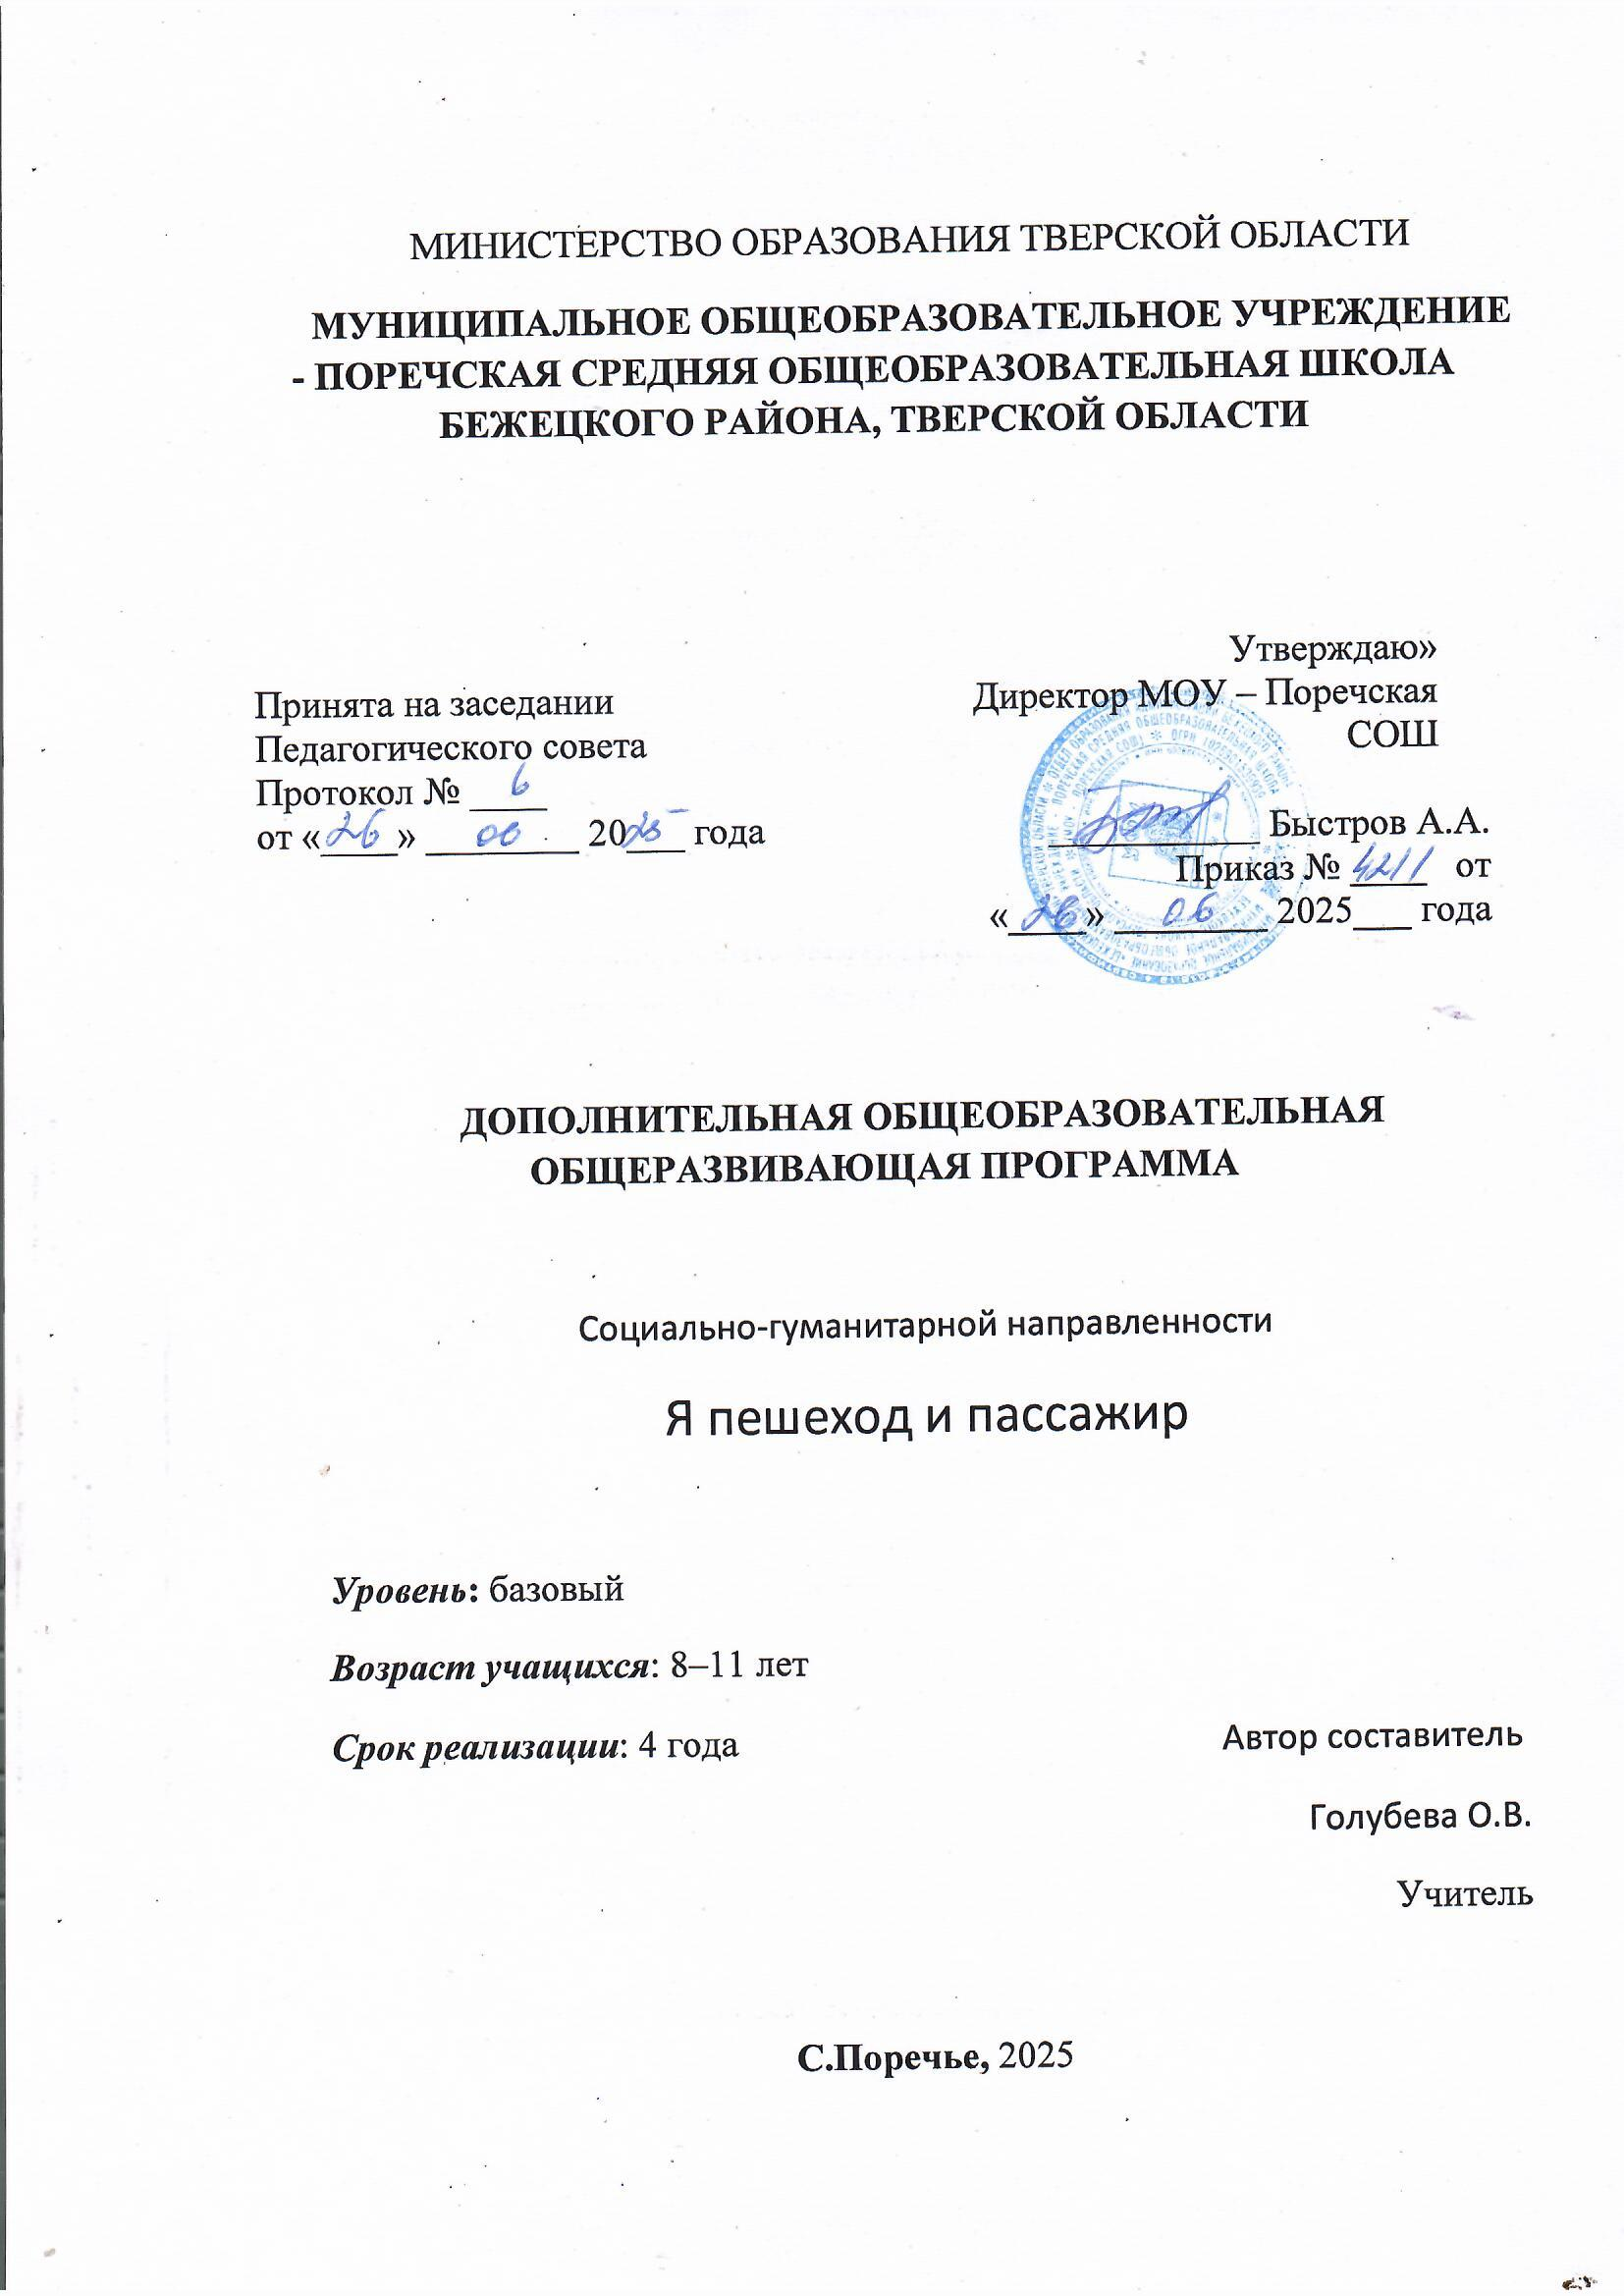 МИНИСТЕРСТВО ОБРАЗОВАНИЯ ТВЕРСКОЙ ОБЛАСТИ
МУНИЦИПАЛЬНОЕ ОБЩЕОБРАЗОВАТЕЛЬНОЕ УЧРЕЖДЕНИЕ
- ПОРЕЧСКАЯ СРЕДНЯЯ ОБЩЕОБРАЗОВАТЕЛЬНАЯ ШКОЛА
БЕЖЕЦКОГО РАЙОНА, ТВЕРСКОЙ ОБЛАСТИ
Принята на заседании
Педагогического совета
Протокол № 6
от «26» 06 2025 года
Утверждаю»
Директор МОУ – Поречская
СОШ
Быстров А.А.
Приказ № 42/1 от
«26» 06 2025___ года
ДОПОЛНИТЕЛЬНАЯ ОБЩЕОБРАЗОВАТЕЛЬНАЯ
ОБЩЕРАЗВИВАЮЩАЯ ПРОГРАММА
Социально-гуманитарной направленности
Я пешеход и пассажир
Уровень: базовый
Возраст учащихся: 8–11 лет
Срок реализации: 4 года
Автор составитель
Голубева О.В.
Учитель
С.Поречье, 2025